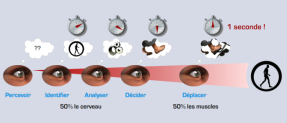 1 seconde !
??
Percevoir Identifier Analyser Décider Déplacer
50% le cerveau 50% les muscles